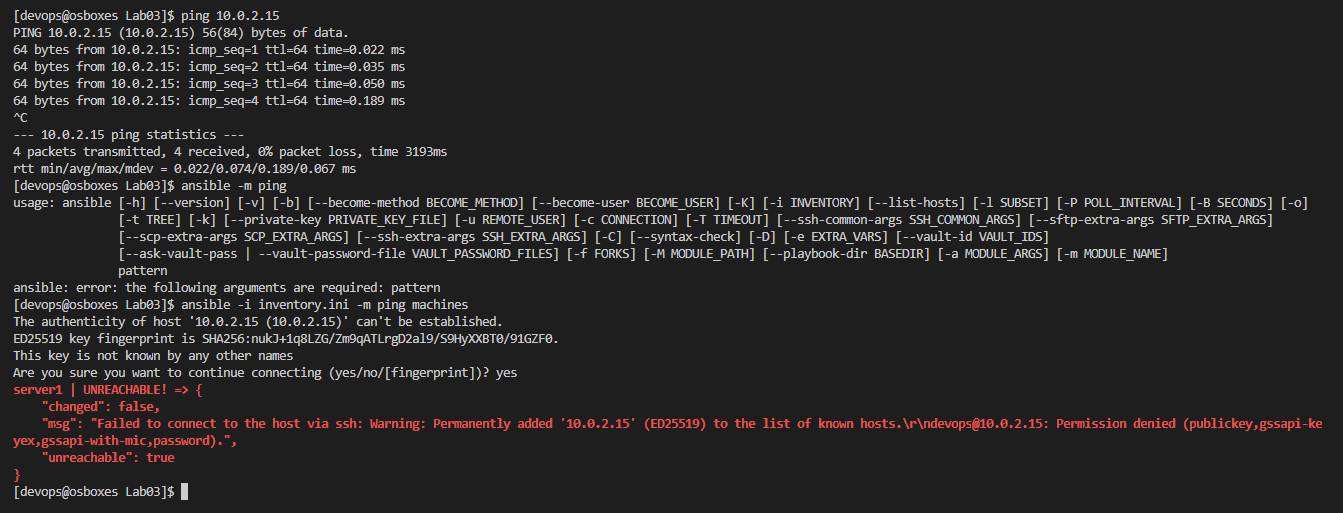 [devops@osboxes Lab03]$ ping 10.0.2.15
PING 10.0.2.15 (10.0.2.15) 56(84) bytes of data.
64 bytes from 10.0.2.15: icmp_seq=1 ttl=64 time=0.022 ms
64 bytes from 10.0.2.15: icmp_seq=2 ttl=64 time=0.035 ms
64 bytes from 10.0.2.15: icmp_seq=3 ttl=64 time=0.050 ms
64 bytes from 10.0.2.15: icmp_seq=4 ttl=64 time=0.189 ms
^C
--- 10.0.2.15 ping statistics ---
4 packets transmitted, 4 received, 0% packet loss, time 3193ms
rtt min/avg/max/mdev = 0.022/0.074/0.189/0.067 ms
[devops@osboxes Lab03]$ ansible -m ping
usage: ansible [-h] [--version] [-v] [-b] [--become-method BECOME_METHOD] [--become-user BECOME_USER] [-K] [-i INVENTORY] [--list-hosts] [-l SUBSET] [-P POLL_INTERVAL] [-B SECONDS] [-o]
[-t TREE] [-k] [--private-key PRIVATE_KEY_FILE] [-u REMOTE_USER] [-c CONNECTION] [-T TIMEOUT] [--ssh-common-args SSH_COMMON_ARGS] [--sftp-extra-args SFTP_EXTRA_ARGS]
[--scp-extra-args SCP_EXTRA_ARGS] [--ssh-extra-args SSH_EXTRA_ARGS] [-C] [--syntax-check] [-D] [-e EXTRA_VARS] [--vault-id VAULT_IDS]
[--ask-vault-pass | --vault-password-file VAULT_PASSWORD_FILES] [-f FORKS] [-M MODULE_PATH] [--playbook-dir BASEDIR] [-a MODULE_ARGS] [-m MODULE_NAME]
pattern
ansible: error: the following arguments are required: pattern
[devops@osboxes Lab03]$ ansible -i inventory.ini -m ping machines
The authenticity of host '10.0.2.15 (10.0.2.15)' can't be established.
ED25519 key fingerprint is SHA256:nukJ+1q8LZG/Zm9qATLrgD2al9/S9HyXXBT0/91GZF0.
This key is not known by any other names
Are you sure you want to continue connecting (yes/no/[fingerprint])? yes
server1 | UNREACHABLE! => {
"changed": false,
"msg": "Failed to connect to the host via ssh: Warning: Permanently added '10.0.2.15' (ED25519) to the list of known hosts.\r\ndevops@10.0.2.15: Permission denied (publickey,gssapi-ke
yex,gssapi-with-mic,password).",
"unreachable": true
}
[devops@osboxes Lab03]$